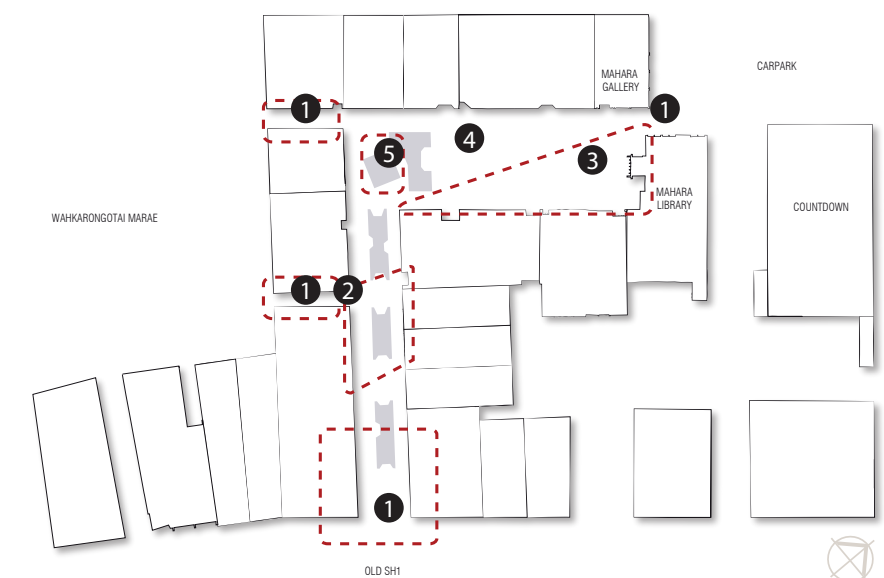 CARPARK
MAHARA
GALLERY
1
1
4
5
3
MAHARA
LIBRARY
COUNTDOWN
WAHKARONGOTAI MARAE
1
2
1
OLD SH1